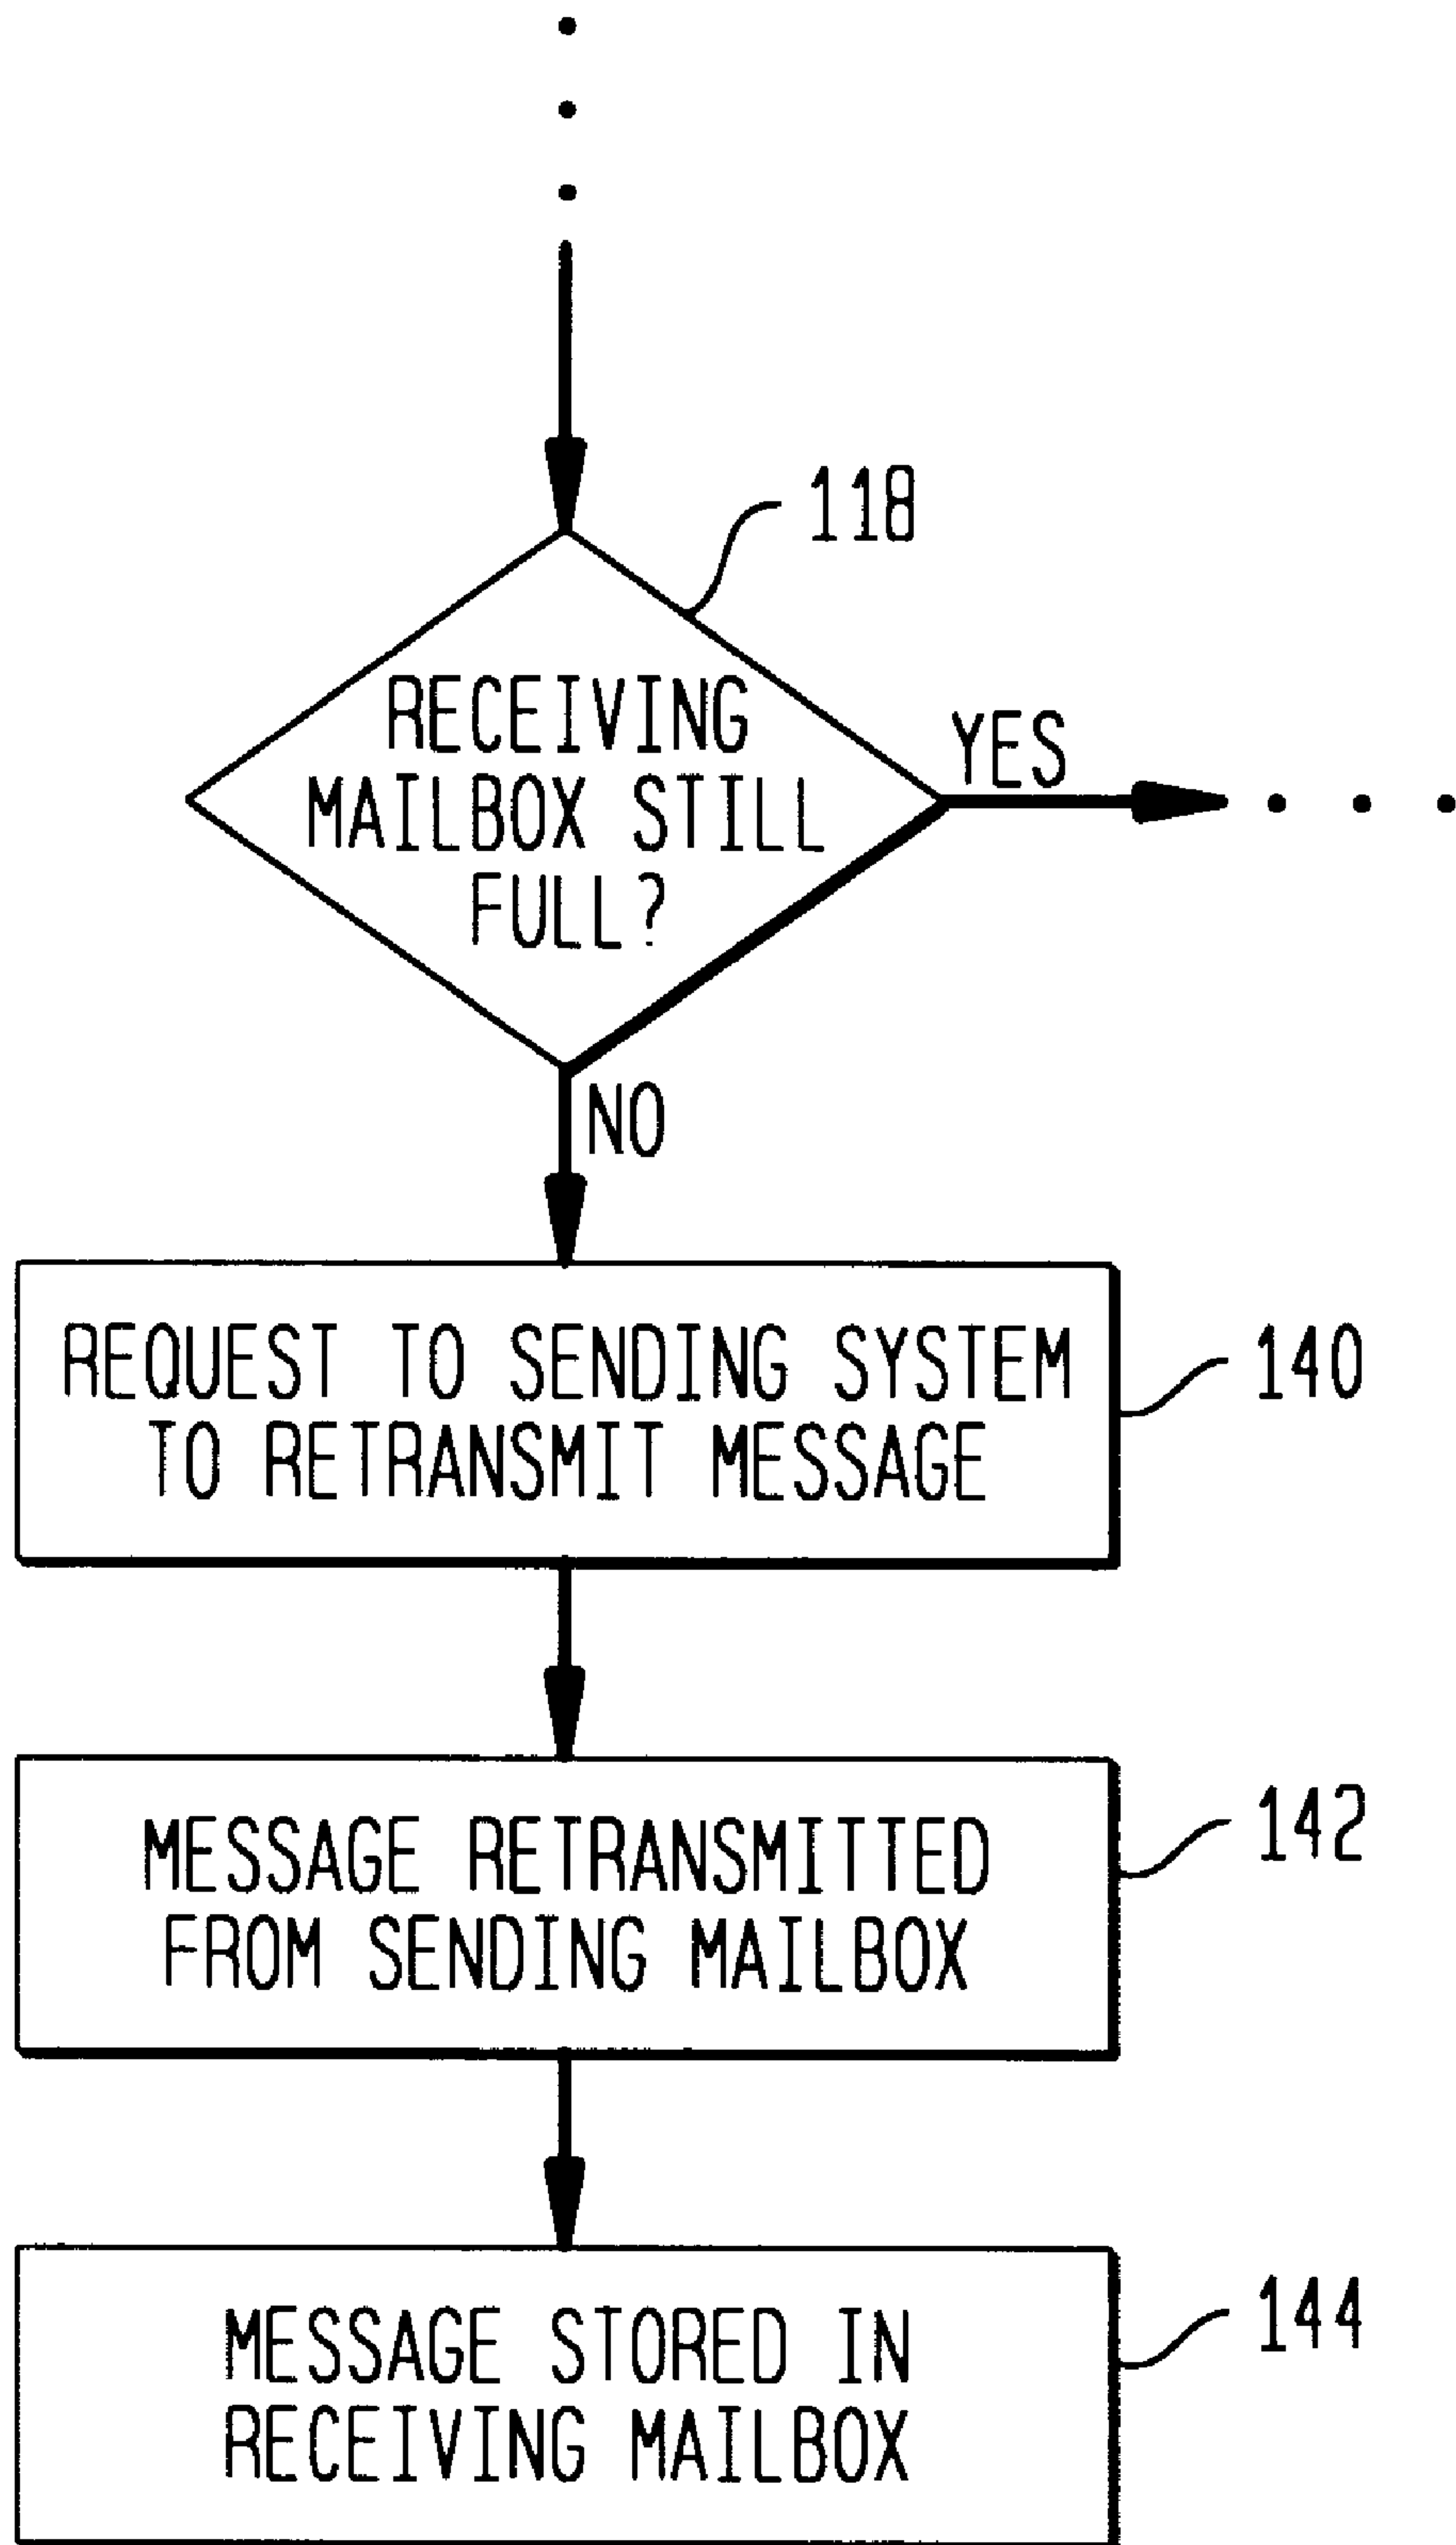 118
RECEIVING
MAILBOX STILL
FULL?
YES
NO
REQUEST TO SENDING SYSTEM
TO RETRANSMIT MESSAGE
140
MESSAGE RETRANSMITTED
FROM SENDING MAILBOX
142
MESSAGE STORED IN
RECEIVING MAILBOX
144